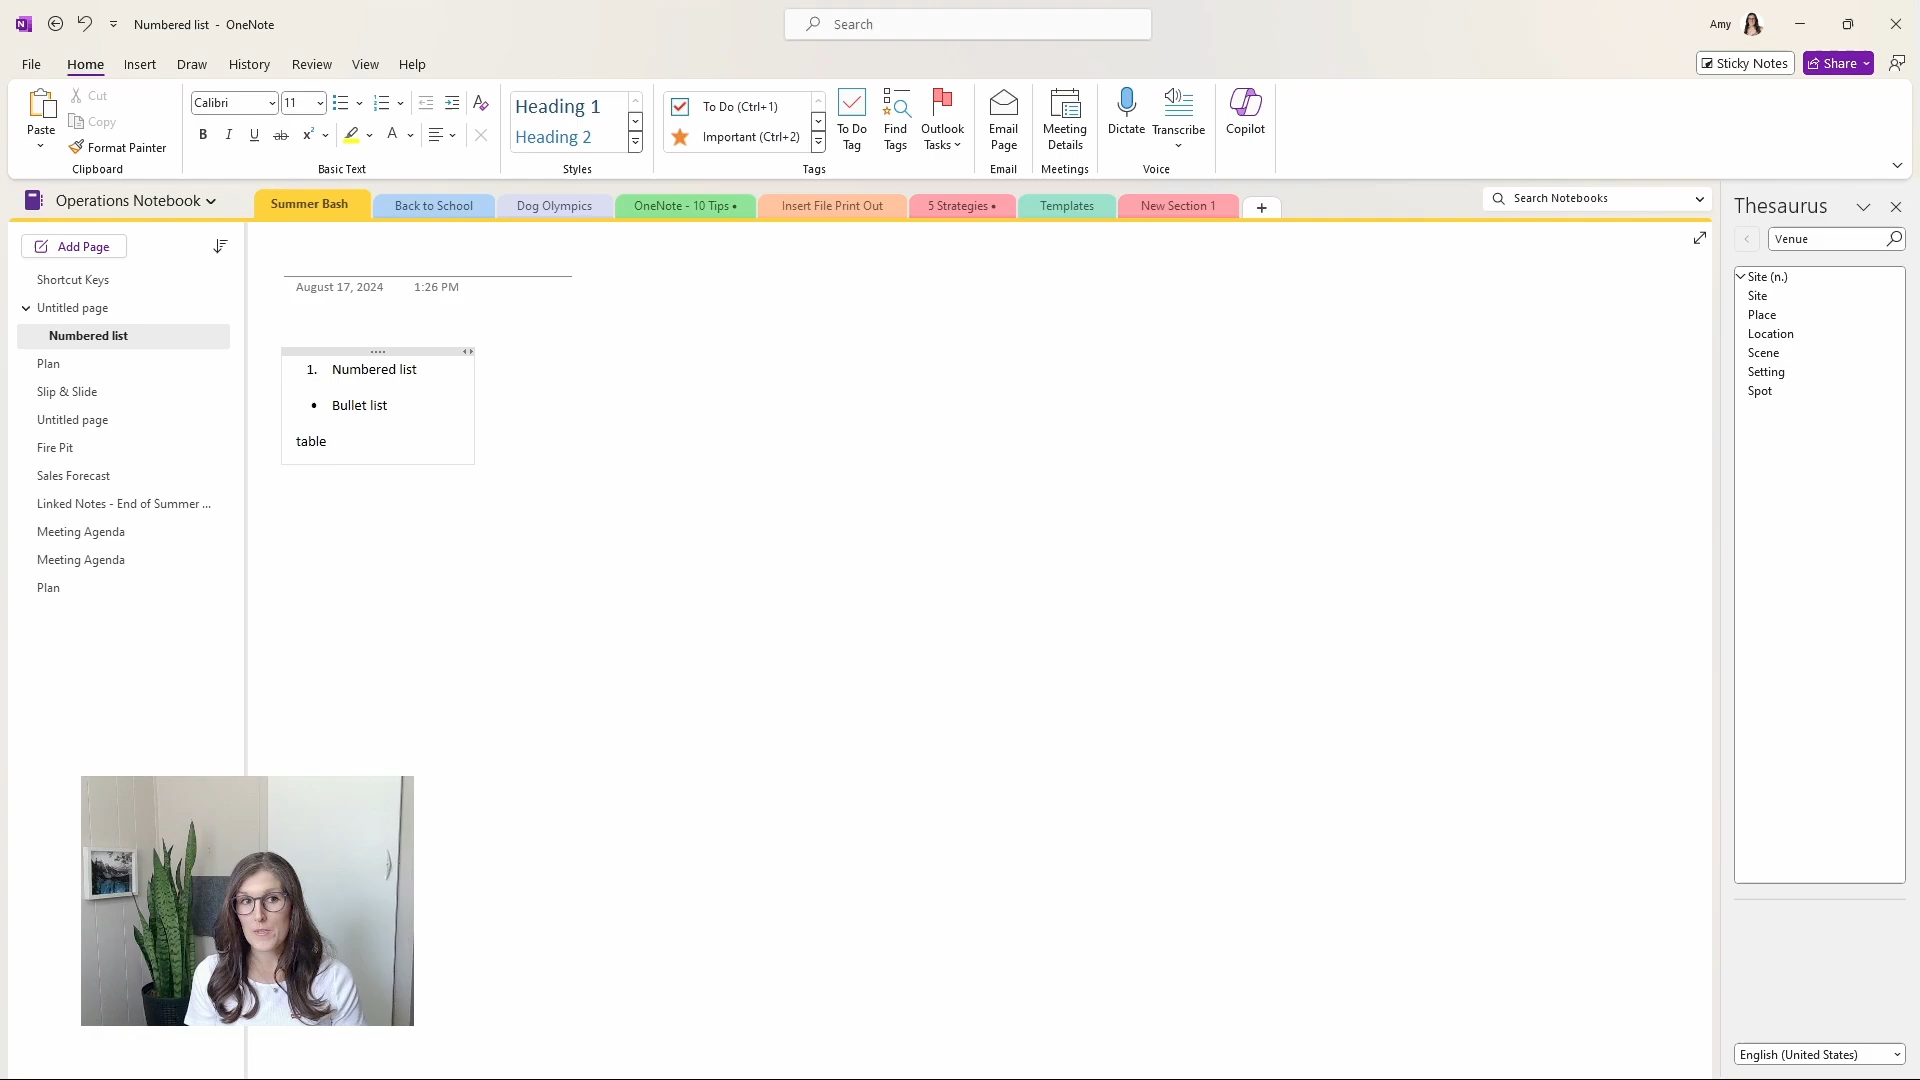 Numbered list - OneNote
Search
Amy
File Home Insert Draw History Review View Help
Sticky Notes
Share
Paste
Cut
Copy
Format Painter
Clipboard
Calibri
11
B I U ab x² A
Basic Text
Heading 1
Heading 2
Styles
To Do (Ctrl+1)
Important (Ctrl+2)
To Do
Tag
Find
Tags
Outlook
Tasks
Tags
Email
Page
Email
Meeting
Details
Meetings
Dictate
Transcribe
Voice
Copilot
Operations Notebook
Summer Bash
Back to School
Dog Olympics
OneNote - 10 Tips •
Insert File Print Out
5 Strategies •
Templates
New Section 1
Search Notebooks
Add Page
Shortcut Keys
Untitled page
Numbered list
Plan
Slip & Slide
Untitled page
Fire Pit
Sales Forecast
Linked Notes - End of Summer ...
Meeting Agenda
Meeting Agenda
Plan
August 17, 2024 1:26 PM
1. Numbered list
• Bullet list
table
Thesaurus
Venue
Site (n.)
Site
Place
Location
Scene
Setting
Spot
English (United States)